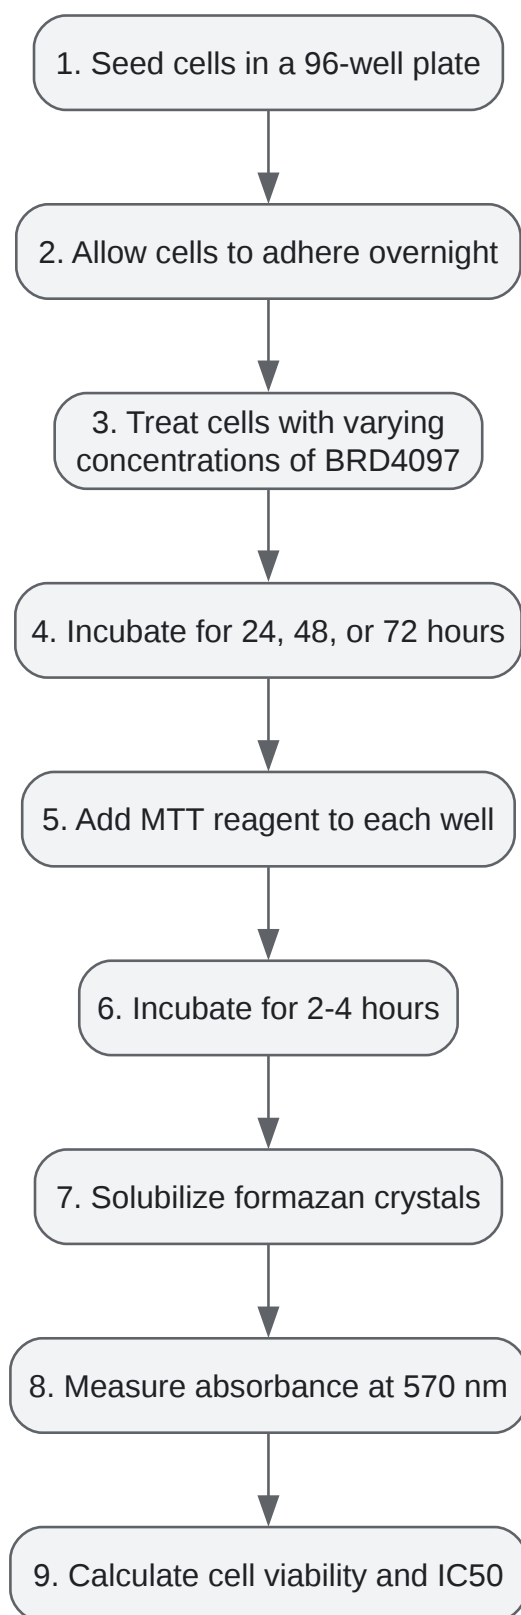 1. Seed cells in a 96-well plate
2. Allow cells to adhere overnight
3. Treat cells with varying
concentrations of BRD4097
4. Incubate for 24, 48, or 72 hours
5. Add MTT reagent to each well
6. Incubate for 2-4 hours
7. Solubilize formazan crystals
8. Measure absorbance at 570 nm
9. Calculate cell viability and IC50